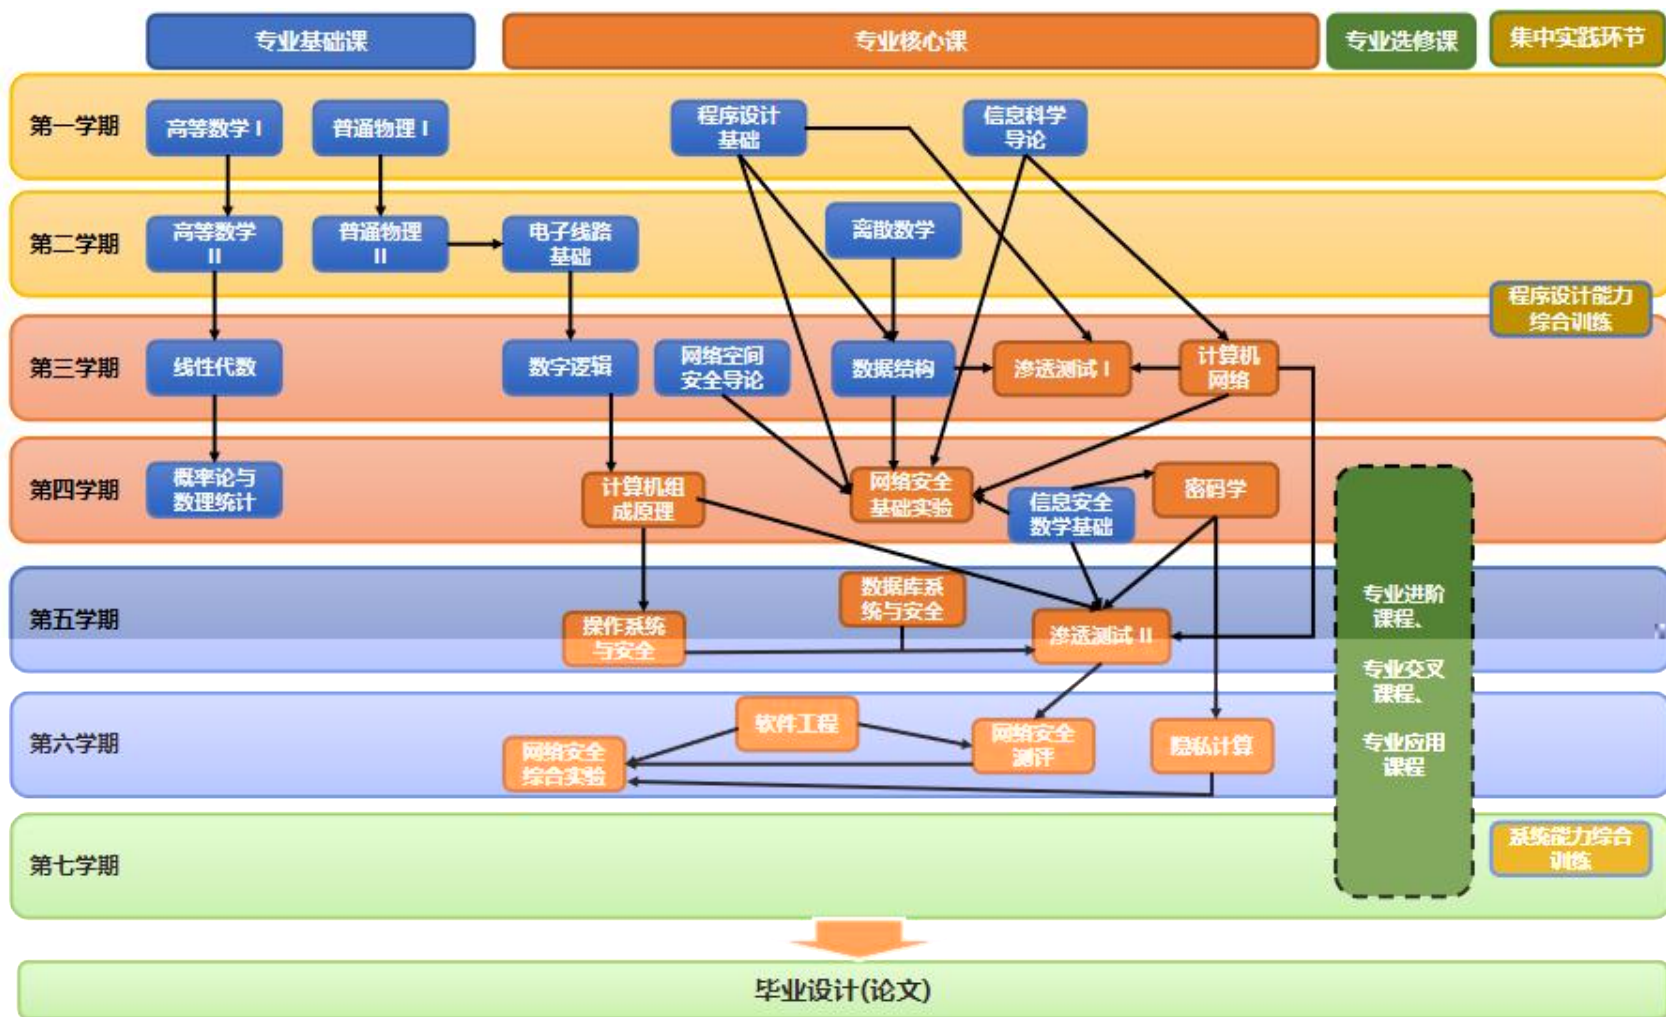 专业基础课
专业核心课
专业选修课
集中实践环节
第一学期
高等数学 I
普通物理 I
程序设计
基础
信息科学
导论
第二学期
高等数学
II
普通物理
II
电子线路
基础
离散数学
程序设计能力
综合训练
第三学期
线性代数
数字逻辑
网络空间
安全导论
数据结构
渗透测试 I
计算机
网络
第四学期
概率论与
数理统计
计算机组
成原理
网络安全
基础实验
信息安全
数学基础
密码学
第五学期
操作系统
与安全
数据库系
统与安全
渗透测试 II
专业进阶
课程、
专业交叉
课程、
专业应用
课程
第六学期
网络安全
综合实验
软件工程
网络安全
测评
隐私计算
第七学期
系统能力综合
训练
毕业设计(论文)